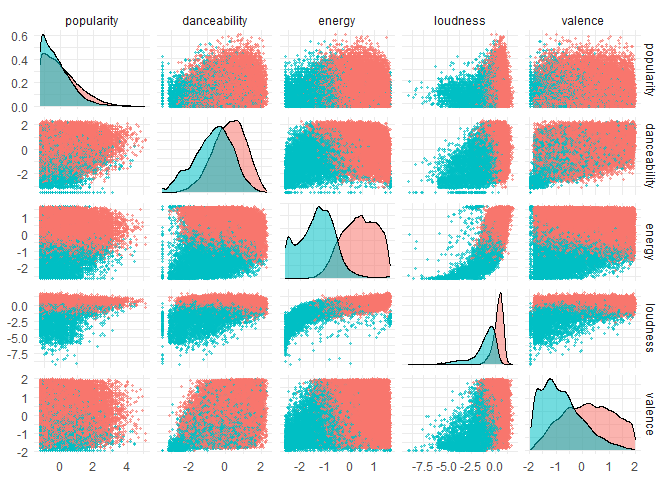 popularity danceability energy loudness valence
0.6
0.4
0.2
0.0
popularity
2
0
-2
danceability
1
0
-1
-2
energy
0.0
-2.5
-5.0
-7.5
loudness
2
1
0
-1
-2
valence
0 2 4 -2 0 2 -2 -1 0 1 -7.5 -5.0 -2.5 0.0 -2 -1 0 1 2